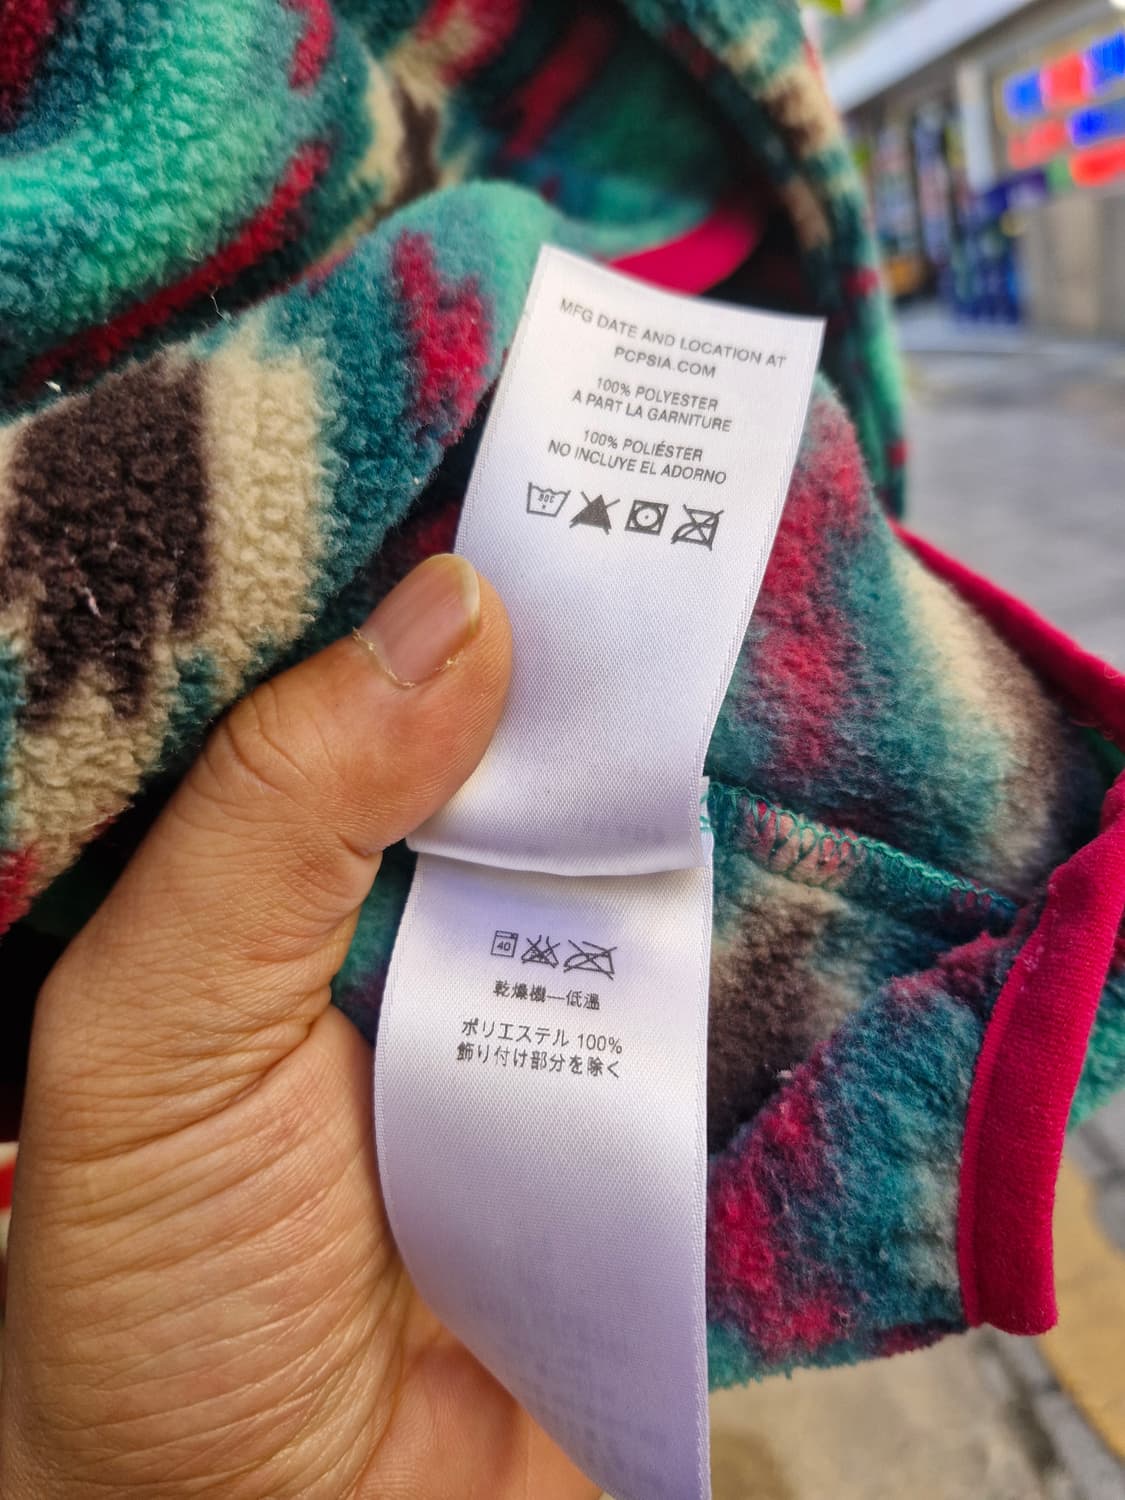 MFG DATE AND LOCATION AT
PCPSIA.COM
100% POLYESTER
A PART LA GARNITURE
100% POLIÉSTER
NO INCLUYE EL ADORNO
40
乾燥機—低温
ポリエステル 100%
飾り付け部分を除く